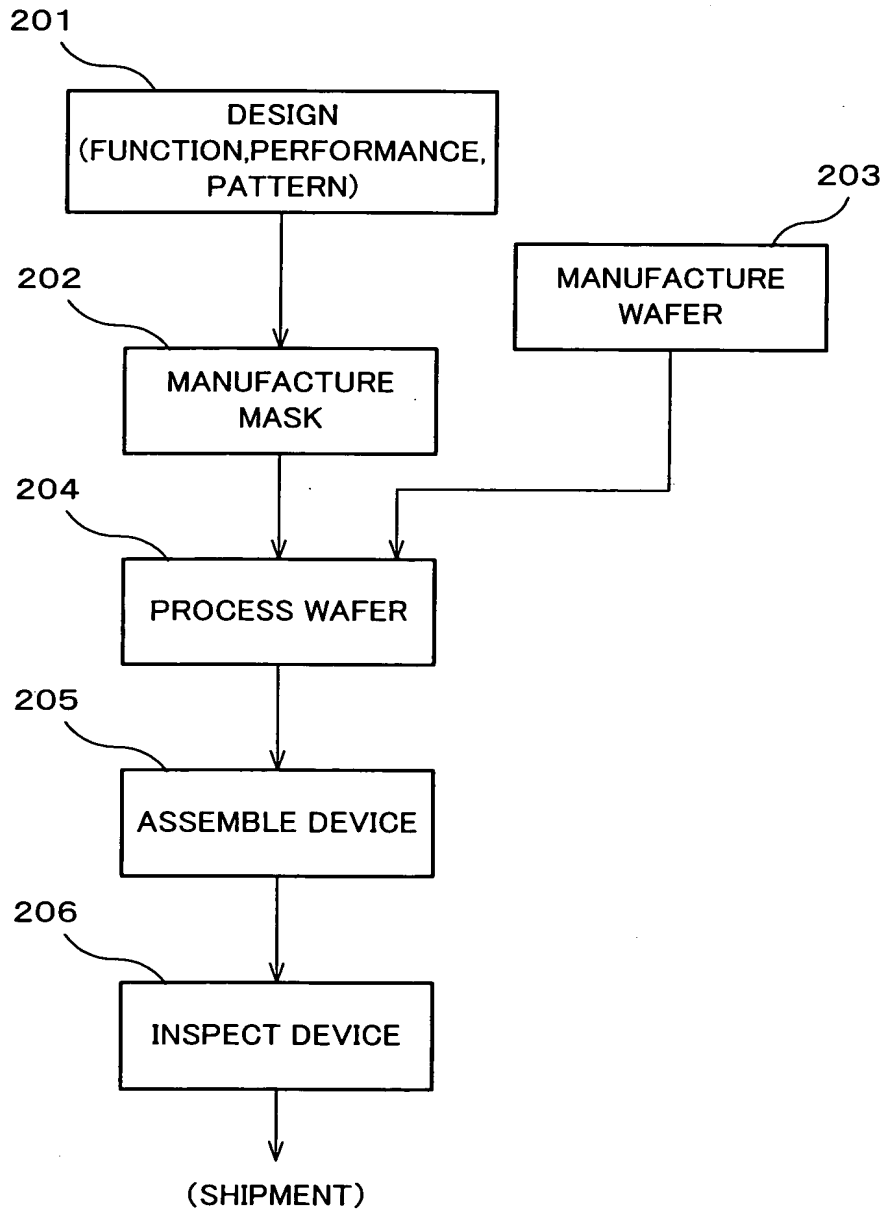 201
DESIGN
(FUNCTION,PERFORMANCE,
PATTERN)
203
MANUFACTURE
WAFER
202
MANUFACTURE
MASK
204
PROCESS WAFER
205
ASSEMBLE DEVICE
206
INSPECT DEVICE
(SHIPMENT)